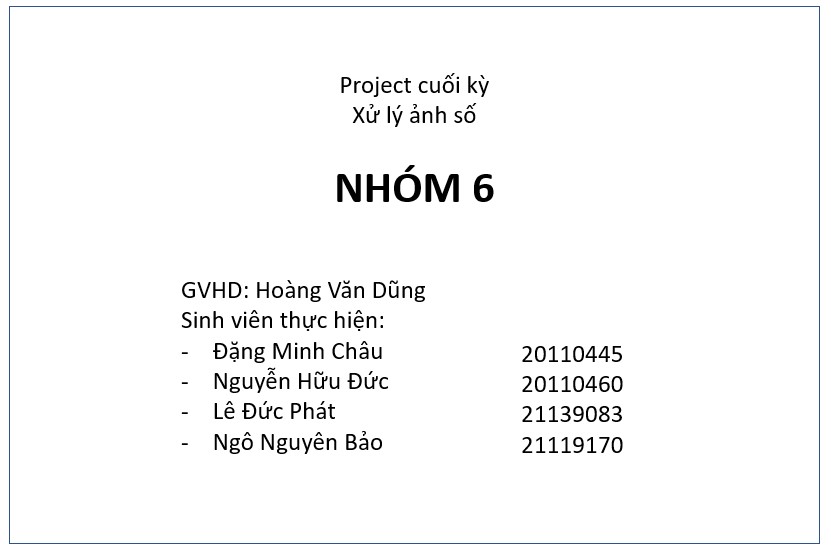 Project cuối kỳ
Xử lý ảnh số
NHÓM 6
GVHD: Hoàng Văn Dũng
Sinh viên thực hiện:
- Đặng Minh Châu 20110445
- Nguyễn Hữu Đức 20110460
- Lê Đức Phát 21139083
- Ngô Nguyên Bảo 21119170